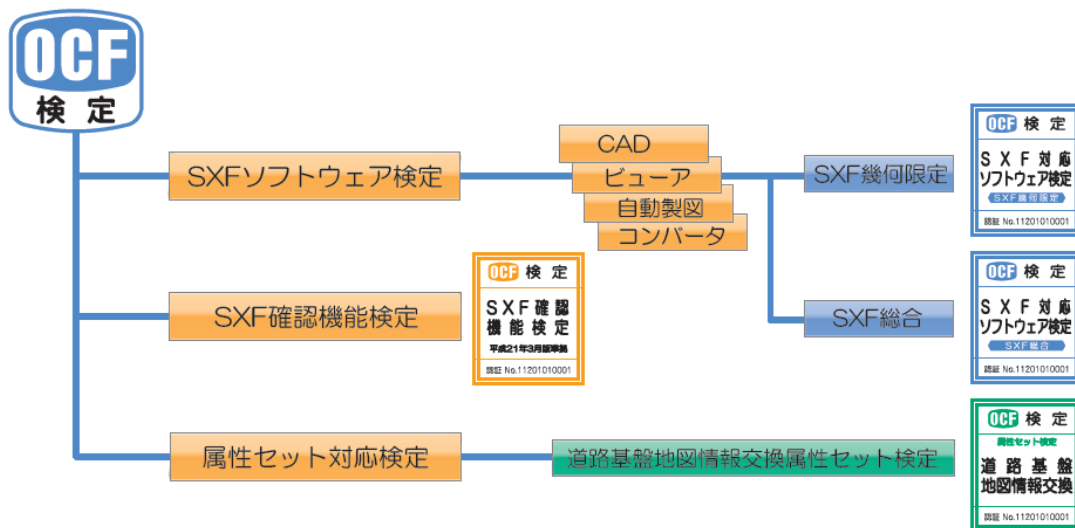 OCF
検定
SXFソフトウェア検定
CAD
ビューア
自動製図
コンバータ
SXF幾何限定
OCF 検定
SXF対応
ソフトウェア検定
SXF幾何限定
認証 No.11201010001
SXF確認機能検定
OCF 検定
SXF確認
機能検定
平成21年3月版準拠
認証 No.11201010001
SXF総合
OCF 検定
SXF対応
ソフトウェア検定
SXF総合
認証 No.11201010001
属性セット対応検定
道路基盤地図情報交換属性セット検定
OCF 検定
属性セット検定
道路基盤
地図情報交換
認証 No.11201010001